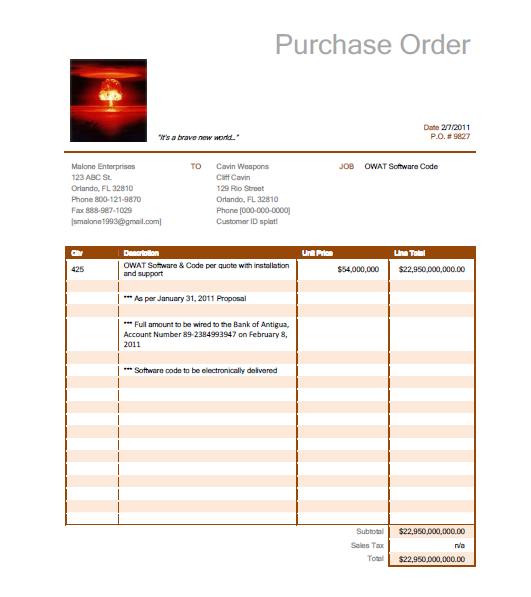 Purchase Order
"It's a brave new world..."
Date 2/7/2011
P.O. # 9827
Malone Enterprises
123 ABC St.
Orlando, FL 32810
Phone 800-121-9870
Fax 888-987-1029
[smalone1993@gmail.com]
TO
Cavin Weapons
Cliff Cavin
129 Rio Street
Orlando, FL 32810
Phone [000-000-0000]
Customer ID splat!
JOB OWAT Software Code
Qty Description Unit Price Line Total
425 OWAT Software & Code per quote with installation $54,000,000 $22,950,000,000.00
and support
*** As per January 31, 2011 Proposal
*** Full amount to be wired to the Bank of Antigua,
Account Number 89-2384993947 on February 8,
2011
*** Software code to be electronically delivered
Subtotal $22,950,000,000.00
Sales Tax n/a
Total $22,950,000,000.00